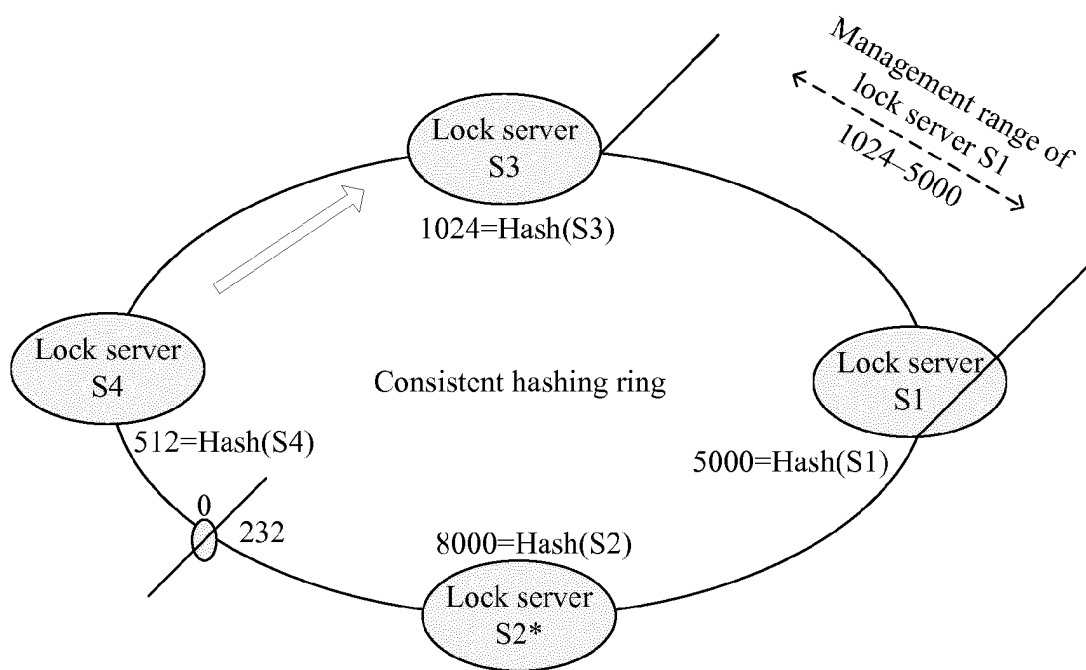 Management range of
lock server S1
1024–5000
Lock server
S3
1024=Hash(S3)
Lock server
S4
512=Hash(S4)
Consistent hashing ring
Lock server
S1
5000=Hash(S1)
0
232
8000=Hash(S2)
Lock server
S2*